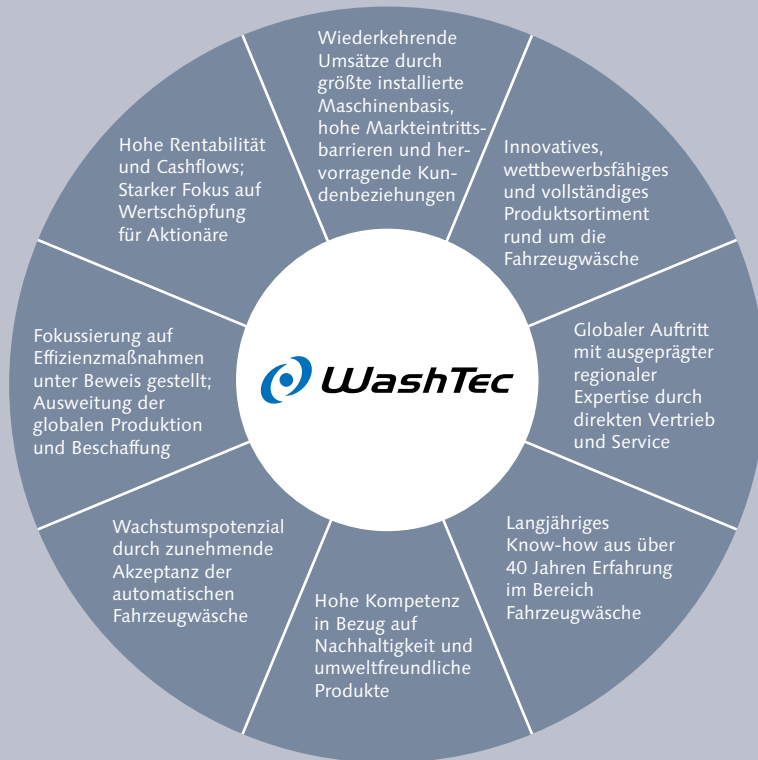 Wiederkehrende
Umsätze durch
größte installierte
Maschinenbasis,
hohe Markteintritts-
barrieren und her-
vorragende Kun-
denbeziehungen
Innovatives,
wettbewerbsfähiges
und vollständiges
Produktsortiment
rund um die
Fahrzeugwäsche
Globaler Auftritt
mit ausgeprägter
regionaler
Expertise durch
direkten Vertrieb
und Service
Langjähriges
Know-how aus über
40 Jahren Erfahrung
im Bereich
Fahrzeugwäsche
Hohe Kompetenz
in Bezug auf
Nachhaltigkeit und
umweltfreundliche
Produkte
Wachstumspotenzial
durch zunehmende
Akzeptanz der
automatischen
Fahrzeugwäsche
Fokussierung auf
Effizienzmaßnahmen
unter Beweis gestellt;
Ausweitung der
globalen Produktion
und Beschaffung
Hohe Rentabilität
und Cashflows;
Starker Fokus auf
Wertschöpfung
für Aktionäre
WashTec